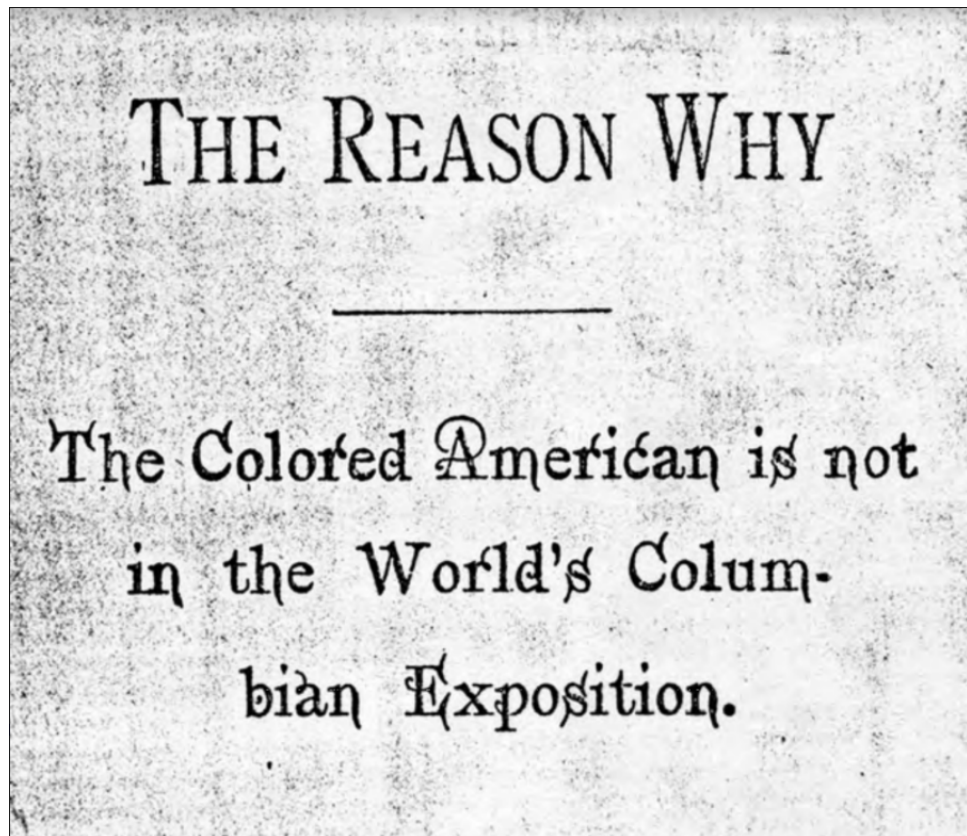 THE REASON WHY
The Colored American is not
in the World's Colum-
bian Exposition.